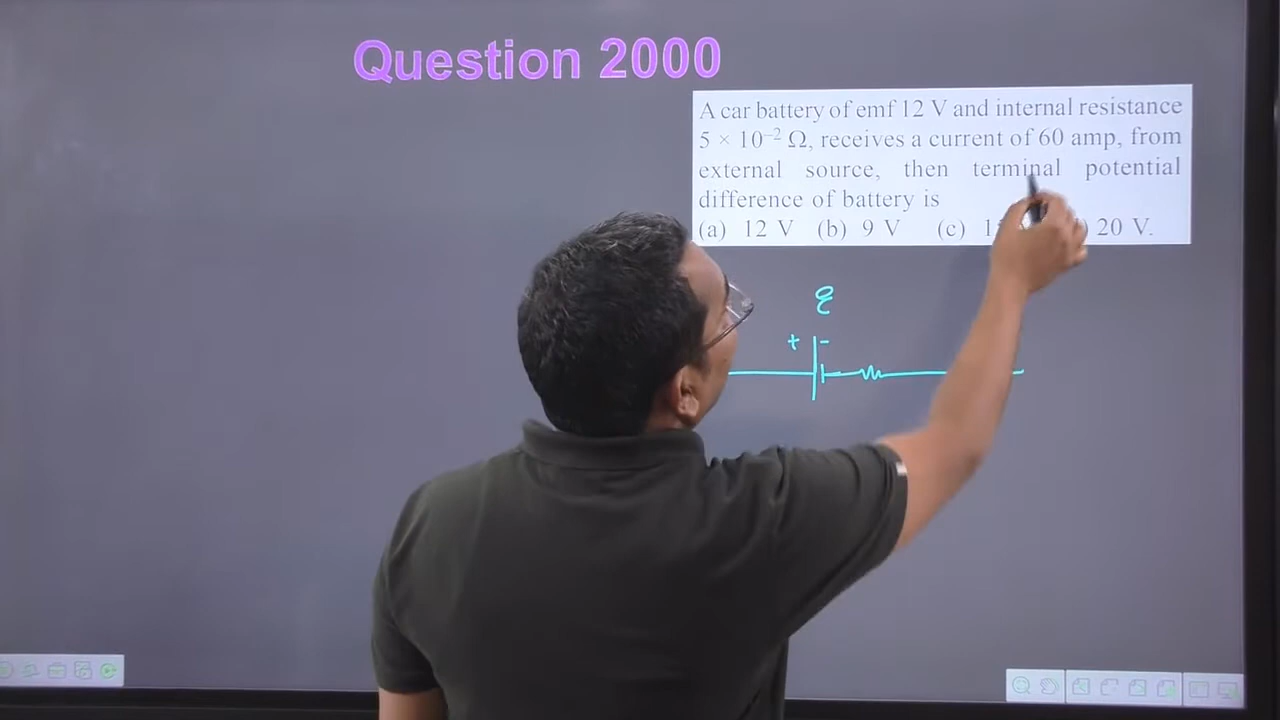 Question 2000
A car battery of emf 12 V and internal resistance
5 × 10⁻² Ω, receives a current of 60 amp, from
external source, then terminal potential
difference of battery is
(a) 12 V (b) 9 V (c) 20 V.
ε
+ -